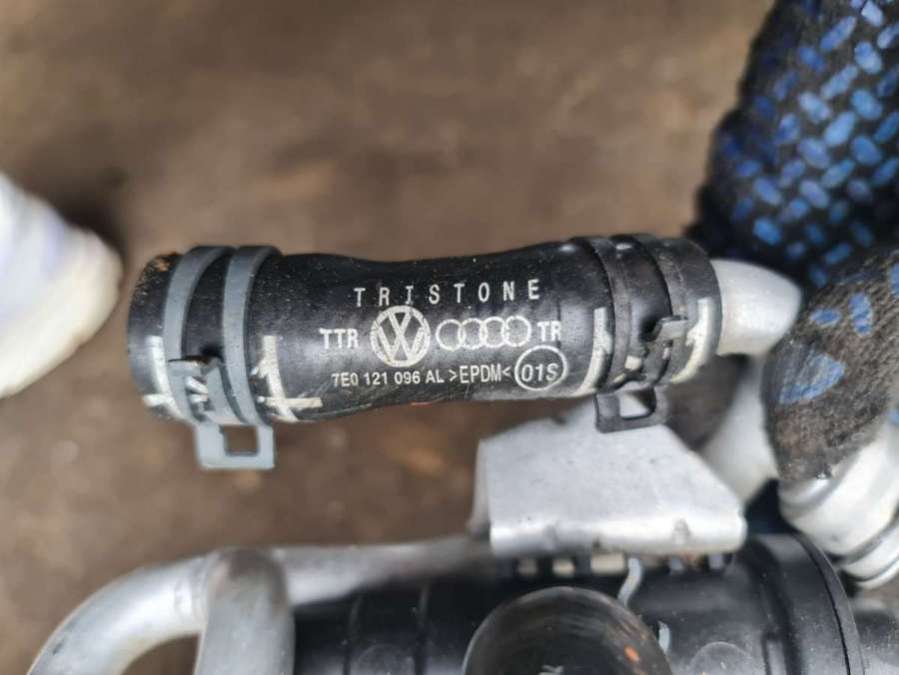 TRISTONE
TTR TR
7E0 121 096 AL >EPDM< 01S